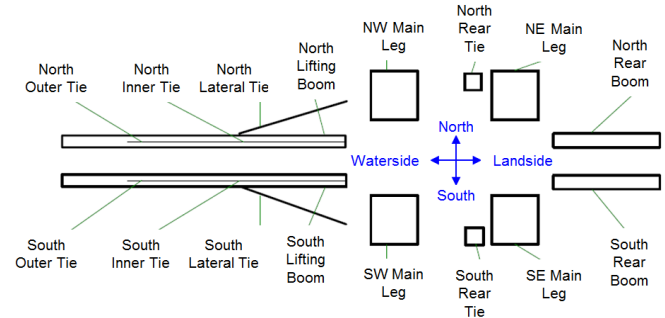 NW Main
Leg
North
Rear
Tie
NE Main
Leg
North
Outer Tie
North
Inner Tie
North
Lateral Tie
North
Lifting
Boom
North
Rear
Boom
North
Waterside
Landside
South
South
Outer Tie
South
Inner Tie
South
Lateral Tie
South
Lifting
Boom
SW Main
Leg
South
Rear
Tie
SE Main
Leg
South
Rear
Boom